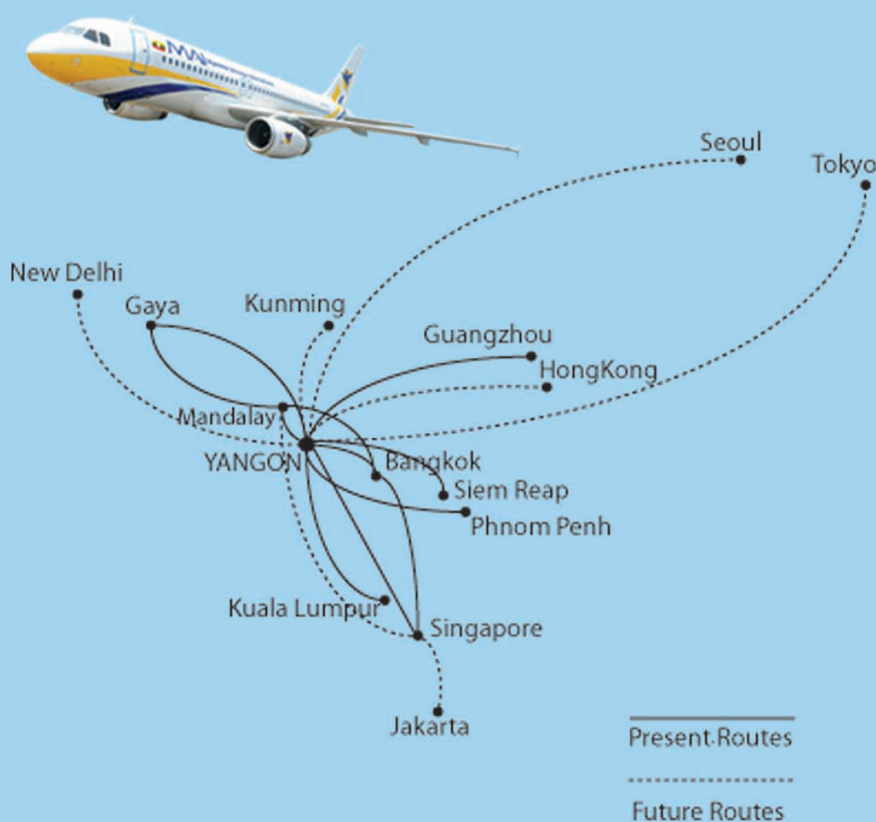 MAI
Seoul
Tokyo
New Delhi
Gaya
Kunming
Guangzhou
HongKong
Mandalay
YANGON
Bangkok
Siem Reap
Phnom Penh
Kuala Lumpur
Singapore
Jakarta
Present Routes
Future Routes